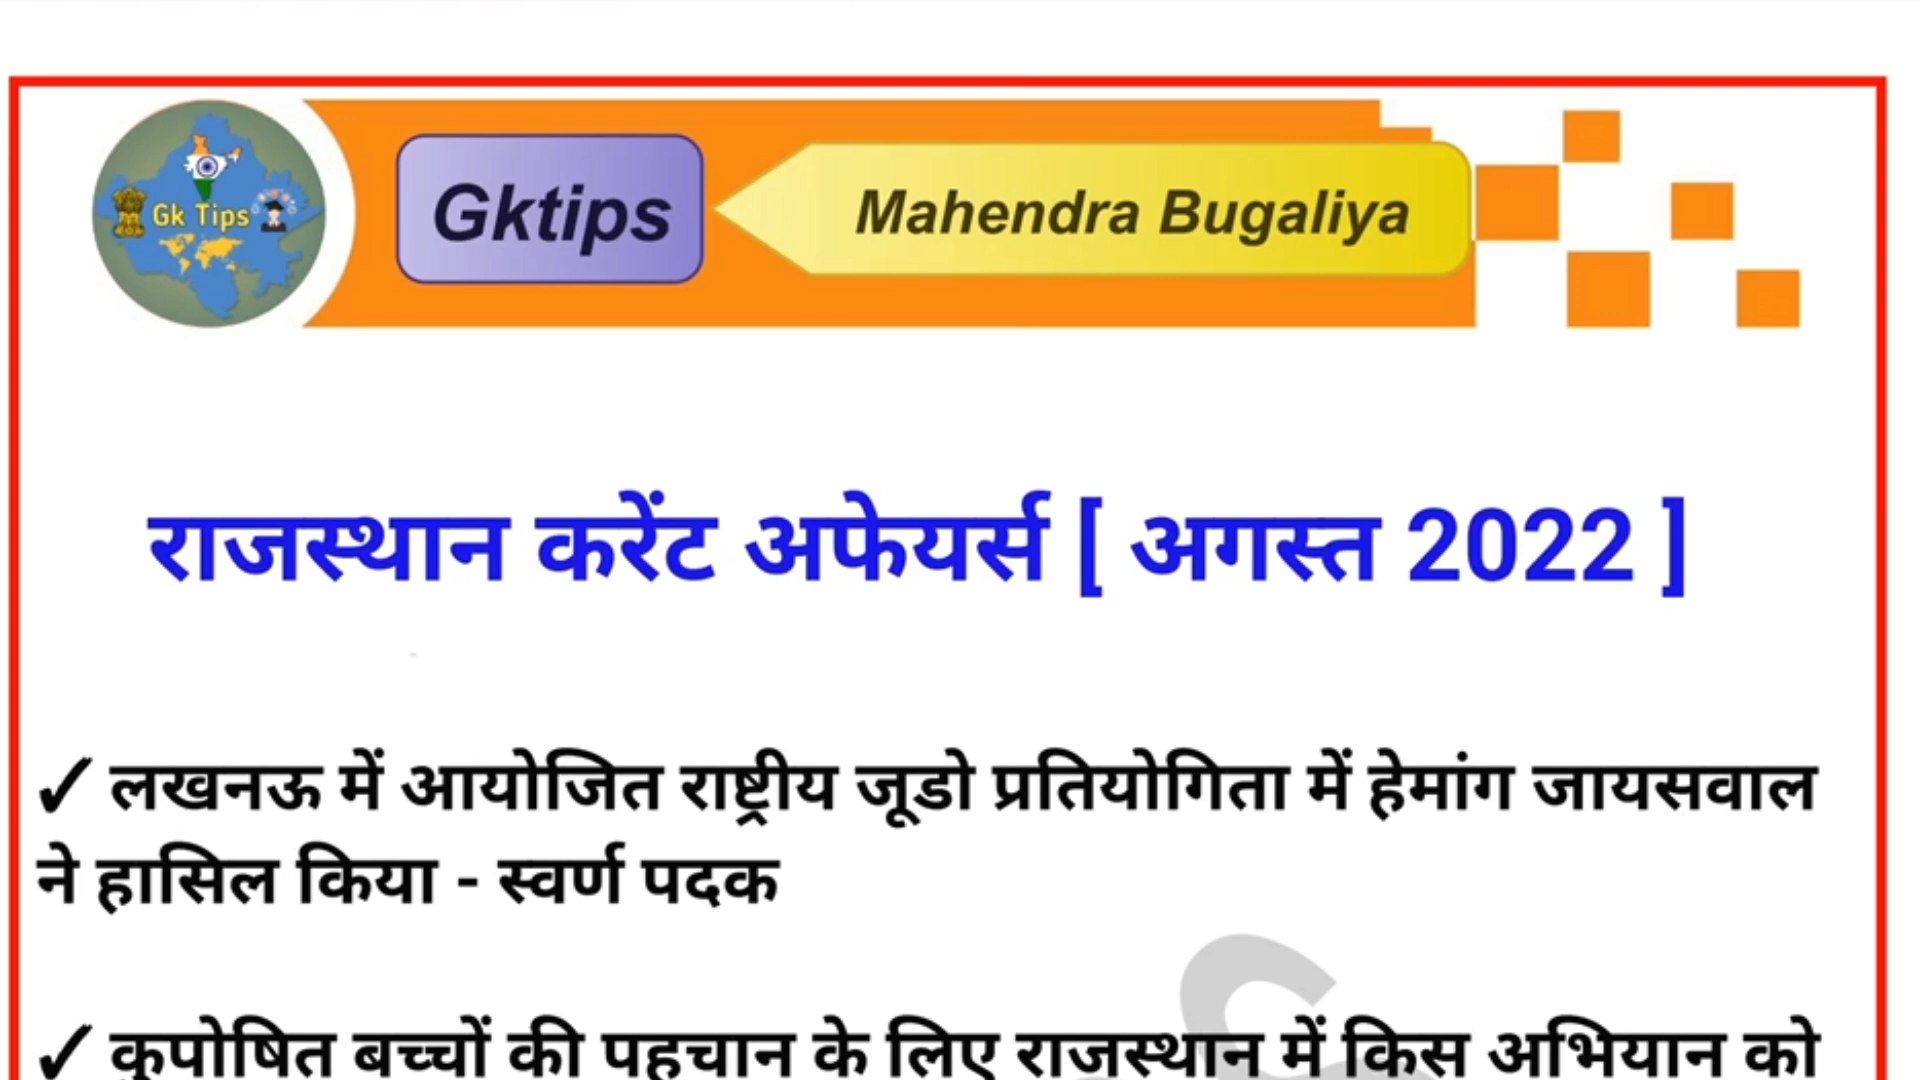 Gk Tips
Gktips
Mahendra Bugaliya
राजस्थान करेंट अफेयर्स [ अगस्त 2022 ]
✓ लखनऊ में आयोजित राष्ट्रीय जूडो प्रतियोगिता में हेमांग जायसवाल
ने हासिल किया - स्वर्ण पदक
✓ कुपोषित बच्चों की पहचान के लिए राजस्थान में किस अभियान को